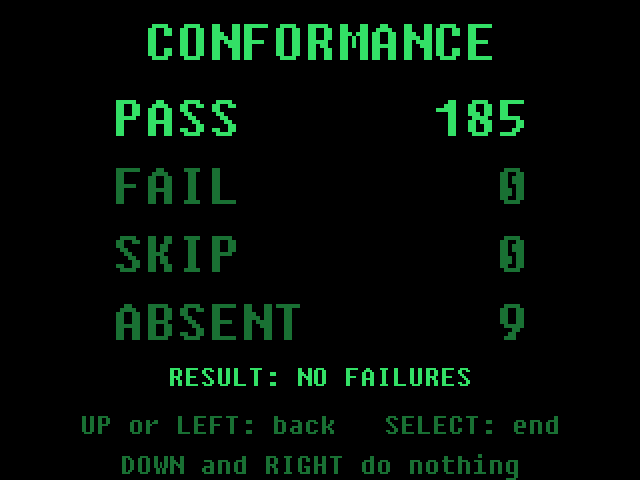 CONFORMANCE
PASS 185
FAIL 0
SKIP 0
ABSENT 9
RESULT: NO FAILURES
UP or LEFT: back SELECT: end
DOWN and RIGHT do nothing